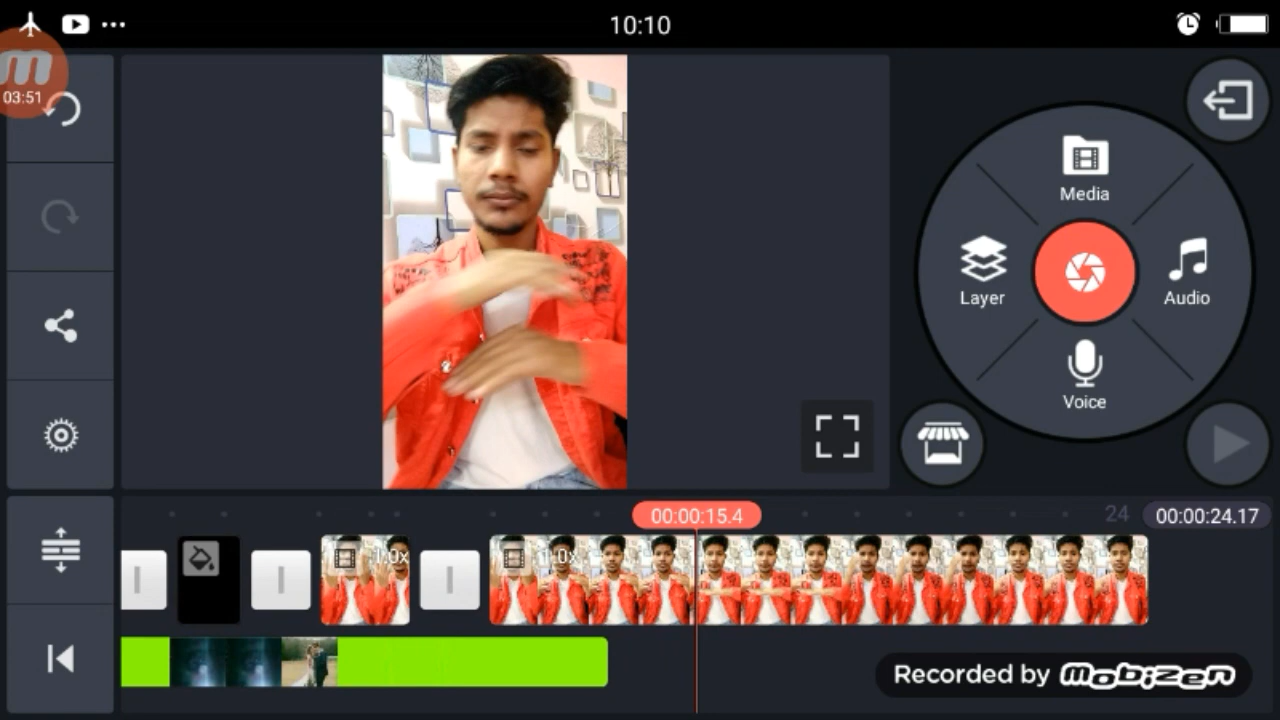 10:10
03:51
Media
Layer
Audio
Voice
00:00:15.4
24
00:00:24.17
1.0x
1.0x
Recorded by mobizen